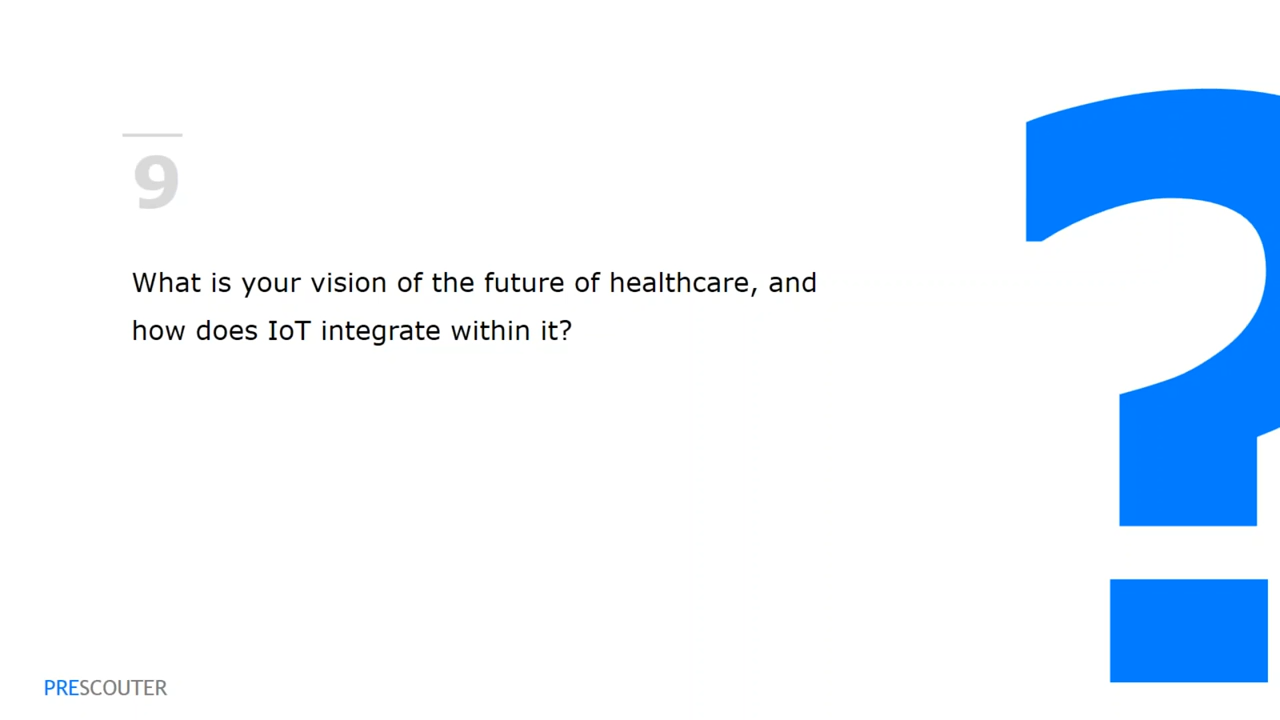 9
What is your vision of the future of healthcare, and
how does IoT integrate within it?
?
PRESCOUTER